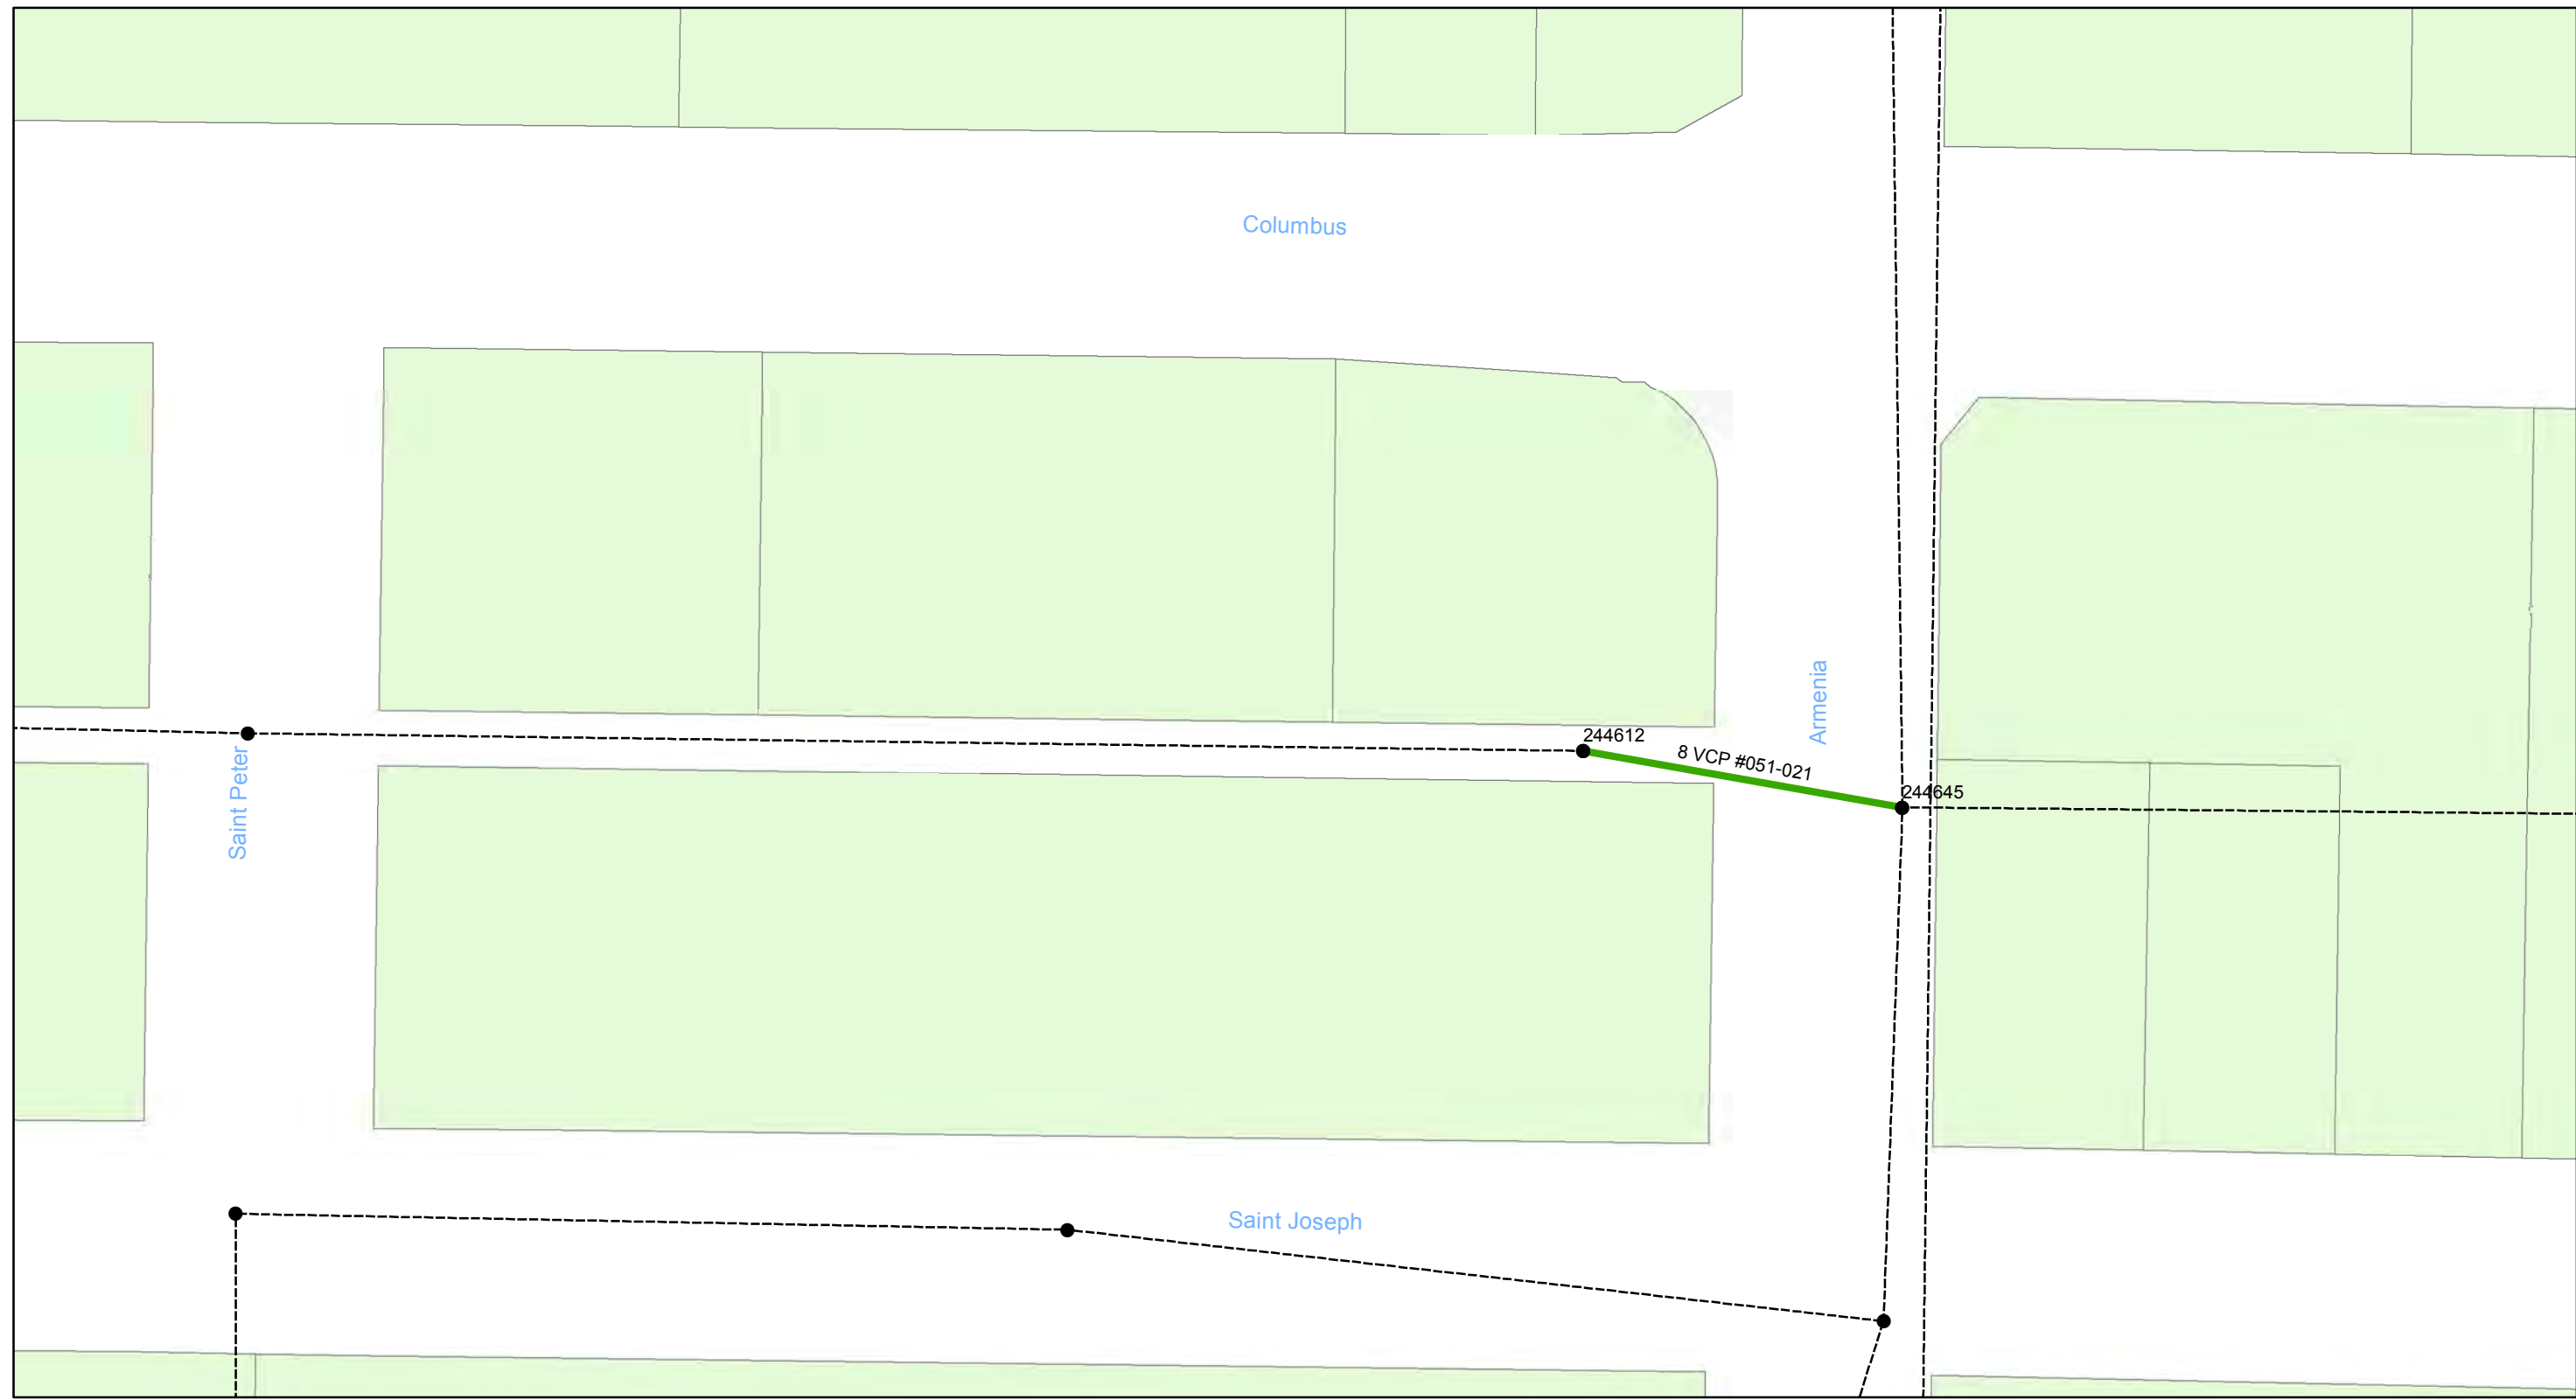 Columbus
Armenia
244612
8 VCP #051-021
244645
Saint Peter
Saint Joseph